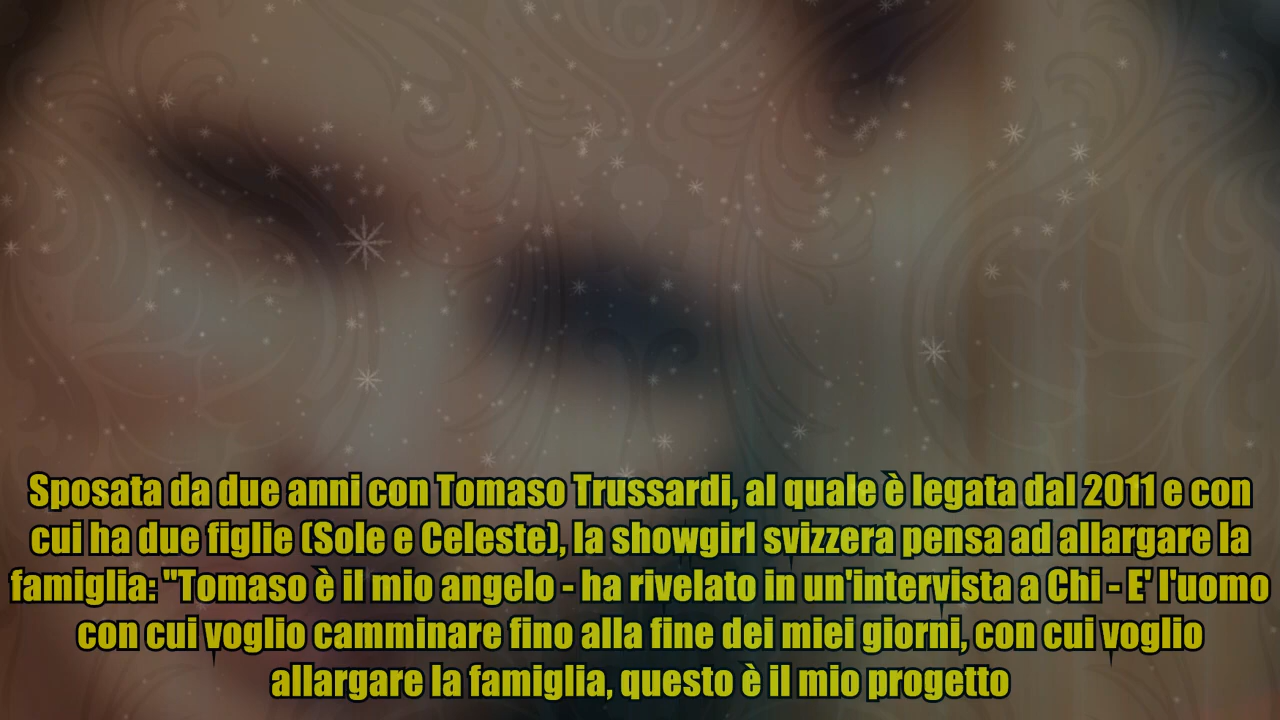 Sposata da due anni con Tomaso Trussardi, al quale è legata dal 2011 e con
cui ha due figlie (Sole e Celeste), la showgirl svizzera pensa ad allargare la
famiglia: "Tomaso è il mio angelo - ha rivelato in un'intervista a Chi - E' l'uomo
con cui voglio camminare fino alla fine dei miei giorni, con cui voglio
allargare la famiglia, questo è il mio progetto